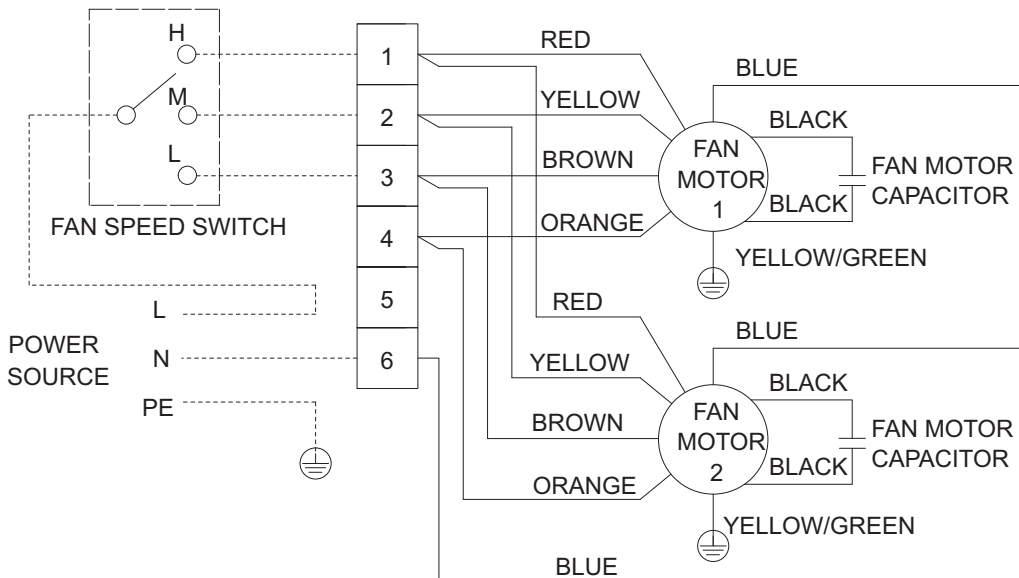 H
M
L
FAN SPEED SWITCH
L
POWER
SOURCE
N
PE
1
2
3
4
5
6
RED
YELLOW
BROWN
ORANGE
FAN
MOTOR
1
BLUE
BLACK
BLACK
FAN MOTOR
CAPACITOR
YELLOW/GREEN
RED
YELLOW
BROWN
ORANGE
FAN
MOTOR
2
BLUE
BLACK
BLACK
FAN MOTOR
CAPACITOR
YELLOW/GREEN
BLUE